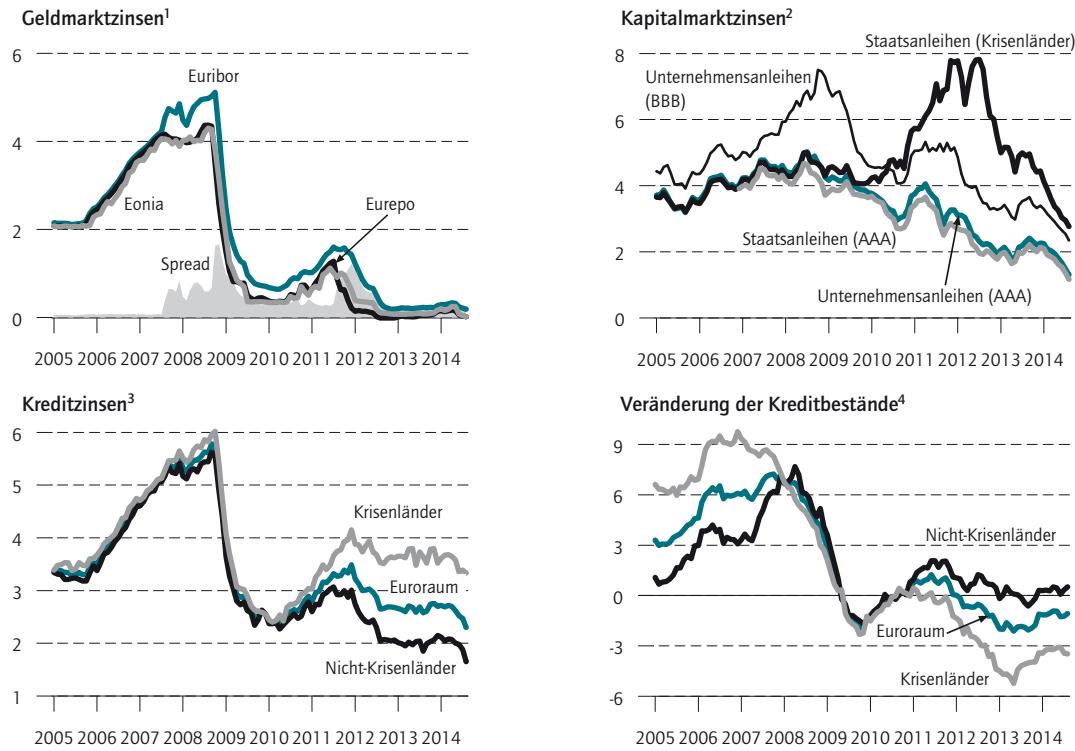 Geldmarktzinsen¹
6
4
2
0
Euribor
Eonia
Eurepo
Spread
2005 2006 2007 2008 2009 2010 2011 2012 2013 2014
Kapitalmarktzinsen²
8
6
4
2
0
Staatsanleihen (Krisenländer)
Unternehmensanleihen
(BBB)
Staatsanleihen (AAA)
Unternehmensanleihen (AAA)
2005 2006 2007 2008 2009 2010 2011 2012 2013 2014
Kreditzinsen³
6
5
4
3
2
1
Krisenländer
Euroraum
Nicht-Krisenländer
2005 2006 2007 2008 2009 2010 2011 2012 2013 2014
Veränderung der Kreditbestände⁴
9
6
3
0
-3
-6
Nicht-Krisenländer
Euroraum
Krisenländer
2005 2006 2007 2008 2009 2010 2011 2012 2013 2014